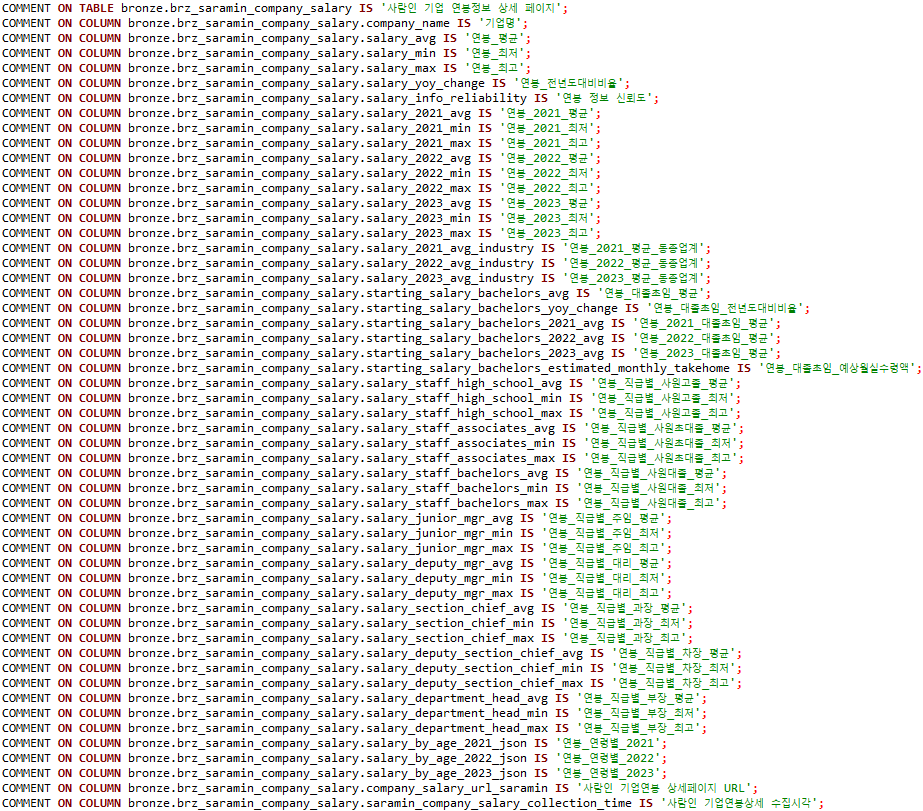 COMMENT ON TABLE bronze.brz_saramin_company_salary IS '사람인 기업 연봉정보 상세 페이지';
COMMENT ON COLUMN bronze.brz_saramin_company_salary.company_name IS '기업명';
COMMENT ON COLUMN bronze.brz_saramin_company_salary.salary_avg IS '연봉_평균';
COMMENT ON COLUMN bronze.brz_saramin_company_salary.salary_min IS '연봉_최저';
COMMENT ON COLUMN bronze.brz_saramin_company_salary.salary_max IS '연봉_최고';
COMMENT ON COLUMN bronze.brz_saramin_company_salary.salary_yoy_change IS '연봉_전년도대비비율';
COMMENT ON COLUMN bronze.brz_saramin_company_salary.salary_info_reliability IS '연봉 정보 신뢰도';
COMMENT ON COLUMN bronze.brz_saramin_company_salary.salary_2021_avg IS '연봉_2021_평균';
COMMENT ON COLUMN bronze.brz_saramin_company_salary.salary_2021_min IS '연봉_2021_최저';
COMMENT ON COLUMN bronze.brz_saramin_company_salary.salary_2021_max IS '연봉_2021_최고';
COMMENT ON COLUMN bronze.brz_saramin_company_salary.salary_2022_avg IS '연봉_2022_평균';
COMMENT ON COLUMN bronze.brz_saramin_company_salary.salary_2022_min IS '연봉_2022_최저';
COMMENT ON COLUMN bronze.brz_saramin_company_salary.salary_2022_max IS '연봉_2022_최고';
COMMENT ON COLUMN bronze.brz_saramin_company_salary.salary_2023_avg IS '연봉_2023_평균';
COMMENT ON COLUMN bronze.brz_saramin_company_salary.salary_2023_min IS '연봉_2023_최저';
COMMENT ON COLUMN bronze.brz_saramin_company_salary.salary_2023_max IS '연봉_2023_최고';
COMMENT ON COLUMN bronze.brz_saramin_company_salary.salary_2021_avg_industry IS '연봉_2021_평균_동종업계';
COMMENT ON COLUMN bronze.brz_saramin_company_salary.salary_2022_avg_industry IS '연봉_2022_평균_동종업계';
COMMENT ON COLUMN bronze.brz_saramin_company_salary.salary_2023_avg_industry IS '연봉_2023_평균_동종업계';
COMMENT ON COLUMN bronze.brz_saramin_company_salary.starting_salary_bachelors_avg IS '연봉_대졸초임_평균';
COMMENT ON COLUMN bronze.brz_saramin_company_salary.starting_salary_bachelors_yoy_change IS '연봉_대졸초임_전년도대비비율';
COMMENT ON COLUMN bronze.brz_saramin_company_salary.starting_salary_bachelors_2021_avg IS '연봉_2021_대졸초임_평균';
COMMENT ON COLUMN bronze.brz_saramin_company_salary.starting_salary_bachelors_2022_avg IS '연봉_2022_대졸초임_평균';
COMMENT ON COLUMN bronze.brz_saramin_company_salary.starting_salary_bachelors_2023_avg IS '연봉_2023_대졸초임_평균';
COMMENT ON COLUMN bronze.brz_saramin_company_salary.starting_salary_bachelors_estimated_monthly_takehome IS '연봉_대졸초임_예상월실수령액';
COMMENT ON COLUMN bronze.brz_saramin_company_salary.salary_staff_high_school_avg IS '연봉_직급별_사원고졸_평균';
COMMENT ON COLUMN bronze.brz_saramin_company_salary.salary_staff_high_school_min IS '연봉_직급별_사원고졸_최저';
COMMENT ON COLUMN bronze.brz_saramin_company_salary.salary_staff_high_school_max IS '연봉_직급별_사원고졸_최고';
COMMENT ON COLUMN bronze.brz_saramin_company_salary.salary_staff_associates_avg IS '연봉_직급별_사원초대졸_평균';
COMMENT ON COLUMN bronze.brz_saramin_company_salary.salary_staff_associates_min IS '연봉_직급별_사원초대졸_최저';
COMMENT ON COLUMN bronze.brz_saramin_company_salary.salary_staff_associates_max IS '연봉_직급별_사원초대졸_최고';
COMMENT ON COLUMN bronze.brz_saramin_company_salary.salary_staff_bachelors_avg IS '연봉_직급별_사원대졸_평균';
COMMENT ON COLUMN bronze.brz_saramin_company_salary.salary_staff_bachelors_min IS '연봉_직급별_사원대졸_최저';
COMMENT ON COLUMN bronze.brz_saramin_company_salary.salary_staff_bachelors_max IS '연봉_직급별_사원대졸_최고';
COMMENT ON COLUMN bronze.brz_saramin_company_salary.salary_junior_mgr_avg IS '연봉_직급별_주임_평균';
COMMENT ON COLUMN bronze.brz_saramin_company_salary.salary_junior_mgr_min IS '연봉_직급별_주임_최저';
COMMENT ON COLUMN bronze.brz_saramin_company_salary.salary_junior_mgr_max IS '연봉_직급별_주임_최고';
COMMENT ON COLUMN bronze.brz_saramin_company_salary.salary_deputy_mgr_avg IS '연봉_직급별_대리_평균';
COMMENT ON COLUMN bronze.brz_saramin_company_salary.salary_deputy_mgr_min IS '연봉_직급별_대리_최저';
COMMENT ON COLUMN bronze.brz_saramin_company_salary.salary_deputy_mgr_max IS '연봉_직급별_대리_최고';
COMMENT ON COLUMN bronze.brz_saramin_company_salary.salary_section_chief_avg IS '연봉_직급별_과장_평균';
COMMENT ON COLUMN bronze.brz_saramin_company_salary.salary_section_chief_min IS '연봉_직급별_과장_최저';
COMMENT ON COLUMN bronze.brz_saramin_company_salary.salary_section_chief_max IS '연봉_직급별_과장_최고';
COMMENT ON COLUMN bronze.brz_saramin_company_salary.salary_deputy_section_chief_avg IS '연봉_직급별_차장_평균';
COMMENT ON COLUMN bronze.brz_saramin_company_salary.salary_deputy_section_chief_min IS '연봉_직급별_차장_최저';
COMMENT ON COLUMN bronze.brz_saramin_company_salary.salary_deputy_section_chief_max IS '연봉_직급별_차장_최고';
COMMENT ON COLUMN bronze.brz_saramin_company_salary.salary_department_head_avg IS '연봉_직급별_부장_평균';
COMMENT ON COLUMN bronze.brz_saramin_company_salary.salary_department_head_min IS '연봉_직급별_부장_최저';
COMMENT ON COLUMN bronze.brz_saramin_company_salary.salary_department_head_max IS '연봉_직급별_부장_최고';
COMMENT ON COLUMN bronze.brz_saramin_company_salary.salary_by_age_2021_json IS '연봉_연령별_2021';
COMMENT ON COLUMN bronze.brz_saramin_company_salary.salary_by_age_2022_json IS '연봉_연령별_2022';
COMMENT ON COLUMN bronze.brz_saramin_company_salary.salary_by_age_2023_json IS '연봉_연령별_2023';
COMMENT ON COLUMN bronze.brz_saramin_company_salary.company_salary_url_saramin IS '사람인 기업연봉 상세페이지 URL';
COMMENT ON COLUMN bronze.brz_saramin_company_salary.saramin_company_salary_collection_time IS '사람인 기업연봉상세 수집시각';